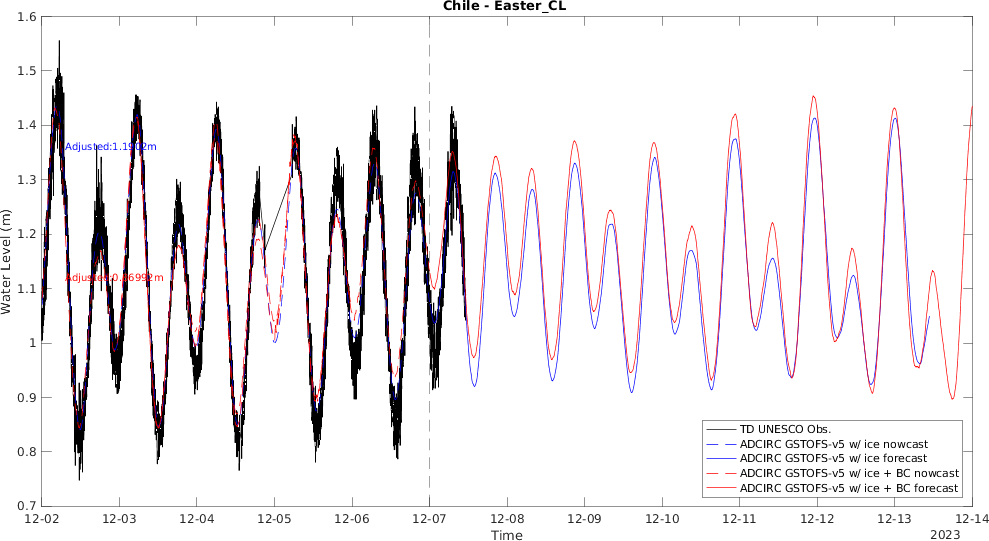 Chile - Easter_CL
1.6
1.5
1.4
1.3
1.2
1.1
1
0.9
0.8
0.7
Water Level (m)
Adjusted:1.1902m
TD UNESCO Obs.
ADCIRC GSTOFS-v5 w/ ice nowcast
ADCIRC GSTOFS-v5 w/ ice forecast
ADCIRC GSTOFS-v5 w/ ice + BC nowcast
ADCIRC GSTOFS-v5 w/ ice + BC forecast
12-02 12-03 12-04 12-05 12-06 12-07 12-08 12-09 12-10 12-11 12-12 12-13 12-14
Time
2023